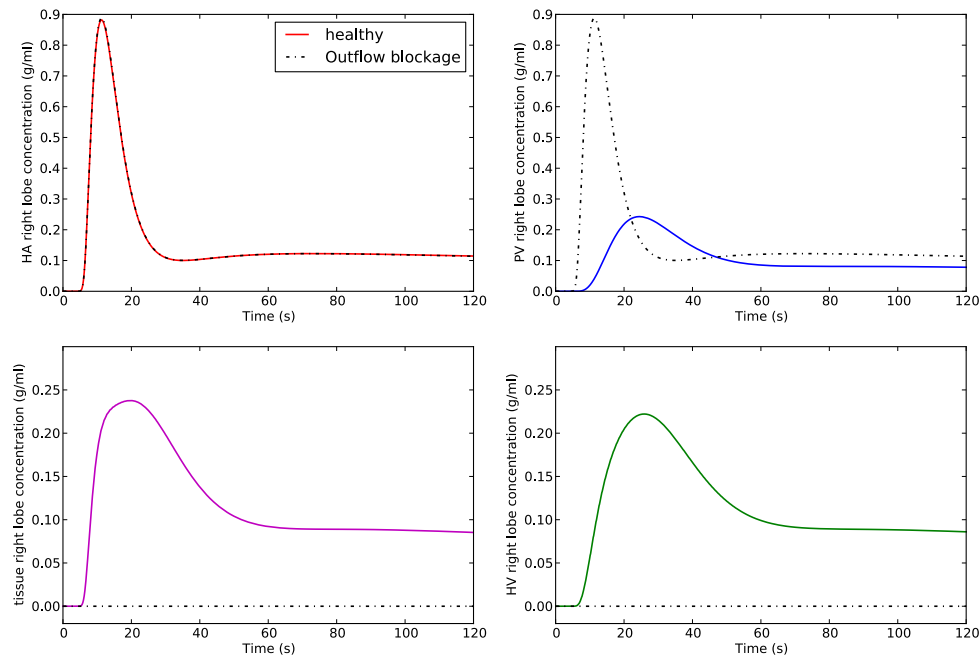 0.9
0.8
0.7
0.6
0.5
0.4
0.3
0.2
0.1
0.0
HA right lobe concentration (g/ml)
healthy
Outflow blockage
0 20 40 60 80 100 120
Time (s)
0.9
0.8
0.7
0.6
0.5
0.4
0.3
0.2
0.1
0.0
PV right lobe concentration (g/ml)
0 20 40 60 80 100 120
Time (s)
0.25
0.20
0.15
0.10
0.05
0.00
tissue right lobe concentration (g/ml)
0 20 40 60 80 100 120
Time (s)
0.25
0.20
0.15
0.10
0.05
0.00
HV right lobe concentration (g/ml)
0 20 40 60 80 100 120
Time (s)